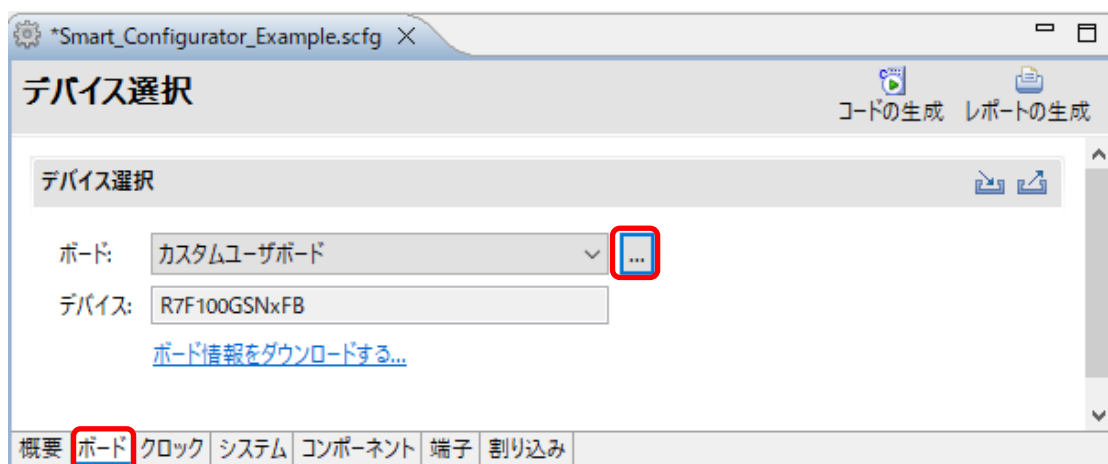 *Smart_Configurator_Example.scfg
デバイス選択
コードの生成 レポートの生成
デバイス選択
ボード: カスタムユーザボード ...
デバイス: R7F100GSNxFB
ボード情報をダウンロードする...
概要 ボード クロック システム コンポーネント 端子 割り込み